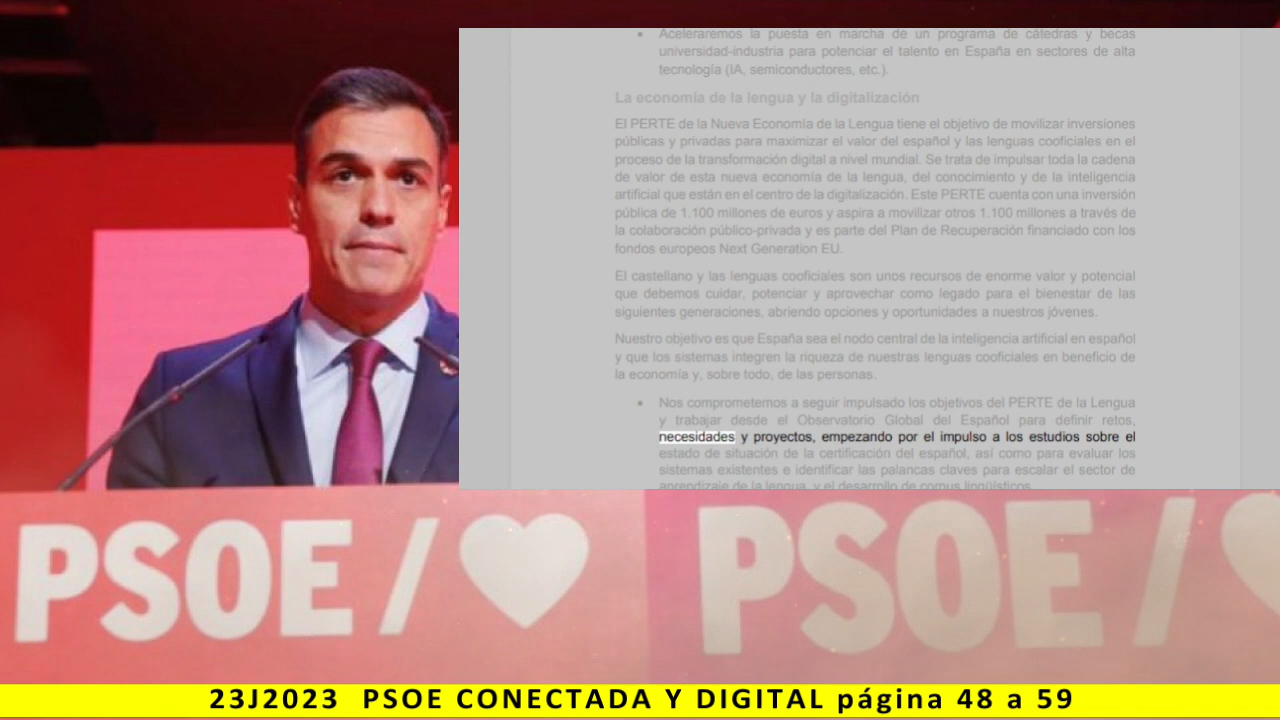 Aceleraremos la puesta en marcha de un programa de cátedras y becas
universidad-industria para potenciar el talento en España en sectores de alta
tecnología (IA, semiconductores, etc.).
La economía de la lengua y la digitalización
El PERTE de la Nueva Economía de la Lengua tiene el objetivo de movilizar inversiones
públicas y privadas para maximizar el valor del español y las lenguas cooficiales en el
proceso de la transformación digital a nivel mundial. Se trata de impulsar toda la cadena
de valor de esta nueva economía de la lengua, del conocimiento y de la inteligencia
artificial que están en el centro de la digitalización. Este PERTE cuenta con una inversión
pública de 1.100 millones de euros y aspira a movilizar otros 1.100 millones a través de
la colaboración público-privada y es parte del Plan de Recuperación financiado con los
fondos europeos Next Generation EU.
El castellano y las lenguas cooficiales son unos recursos de enorme valor y potencial
que debemos cuidar, potenciar y aprovechar como legado para el bienestar de las
siguientes generaciones, abriendo opciones y oportunidades a nuestros jóvenes.
Nuestro objetivo es que España sea el nodo central de la inteligencia artificial en español
y que los sistemas integren la riqueza de nuestras lenguas cooficiales en beneficio de
la economía y, sobre todo, de las personas.
Nos comprometemos a seguir impulsado los objetivos del PERTE de la Lengua
y trabajar desde el Observatorio Global del Español para definir retos,
necesidades y proyectos, empezando por el impulso a los estudios sobre el
estado de situación de la certificación del español, así como para evaluar los
sistemas existentes e identificar las palancas claves para escalar el sector de
aprendizaje de la lengua, y el desarrollo de corpus lingüísticos.
PSOE/
PSOE/
23J2023 PSOE CONECTADA Y DIGITAL página 48 a 59